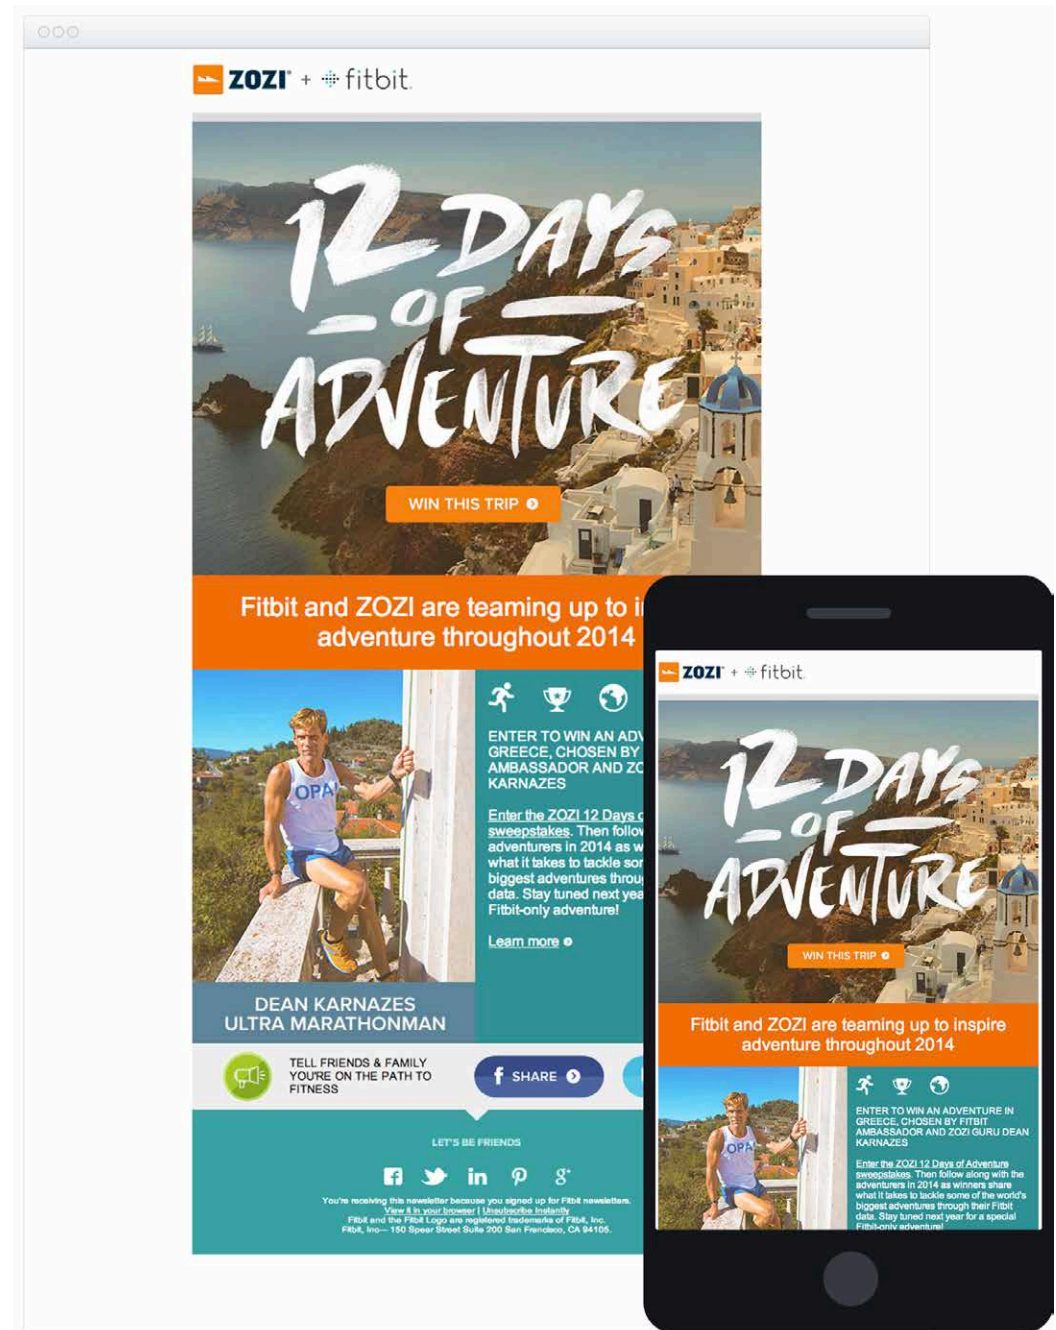 ZOZI + fitbit.
12 DAYS
OF
ADVENTURE
WIN THIS TRIP
Fitbit and ZOZI are teaming up to i
adventure throughout 2014
ENTER TO WIN AN ADV
GREECE, CHOSEN BY
AMBASSADOR AND ZO
KARNAZES
Enter the ZOZI 12 Days o
sweepstakes. Then follow
adventurers in 2014 as w
what it takes to tackle sor
biggest adventures throu
data. Stay tuned next yea
Fitbit-only adventure!
Learn more
OPA!
DEAN KARNAZES
ULTRA MARATHONMAN
TELL FRIENDS & FAMILY
YOU'RE ON THE PATH TO
FITNESS
f SHARE
LET'S BE FRIENDS
You're receiving this newsletter because you signed up for Fitbit newsletters.
View it in your browser | Unsubscribe Instantly
Fitbit and the Fitbit Logo are registered trademarks of Fitbit, Inc.
Fitbit, Inc— 150 Spear Street Suite 200 San Francisco, CA 94105.
ZOZI + fitbit.
12 DAYS
OF
ADVENTURE
WIN THIS TRIP
Fitbit and ZOZI are teaming up to inspire
adventure throughout 2014
ENTER TO WIN AN ADVENTURE IN
GREECE, CHOSEN BY FITBIT
AMBASSADOR AND ZOZI GURU DEAN
KARNAZES
Enter the ZOZI 12 Days of Adventure
sweepstakes. Then follow along with the
adventurers in 2014 as winners share
what it takes to tackle some of the world's
biggest adventures through their Fitbit
data. Stay tuned next year for a special
Fitbit-only adventure!
OPA!